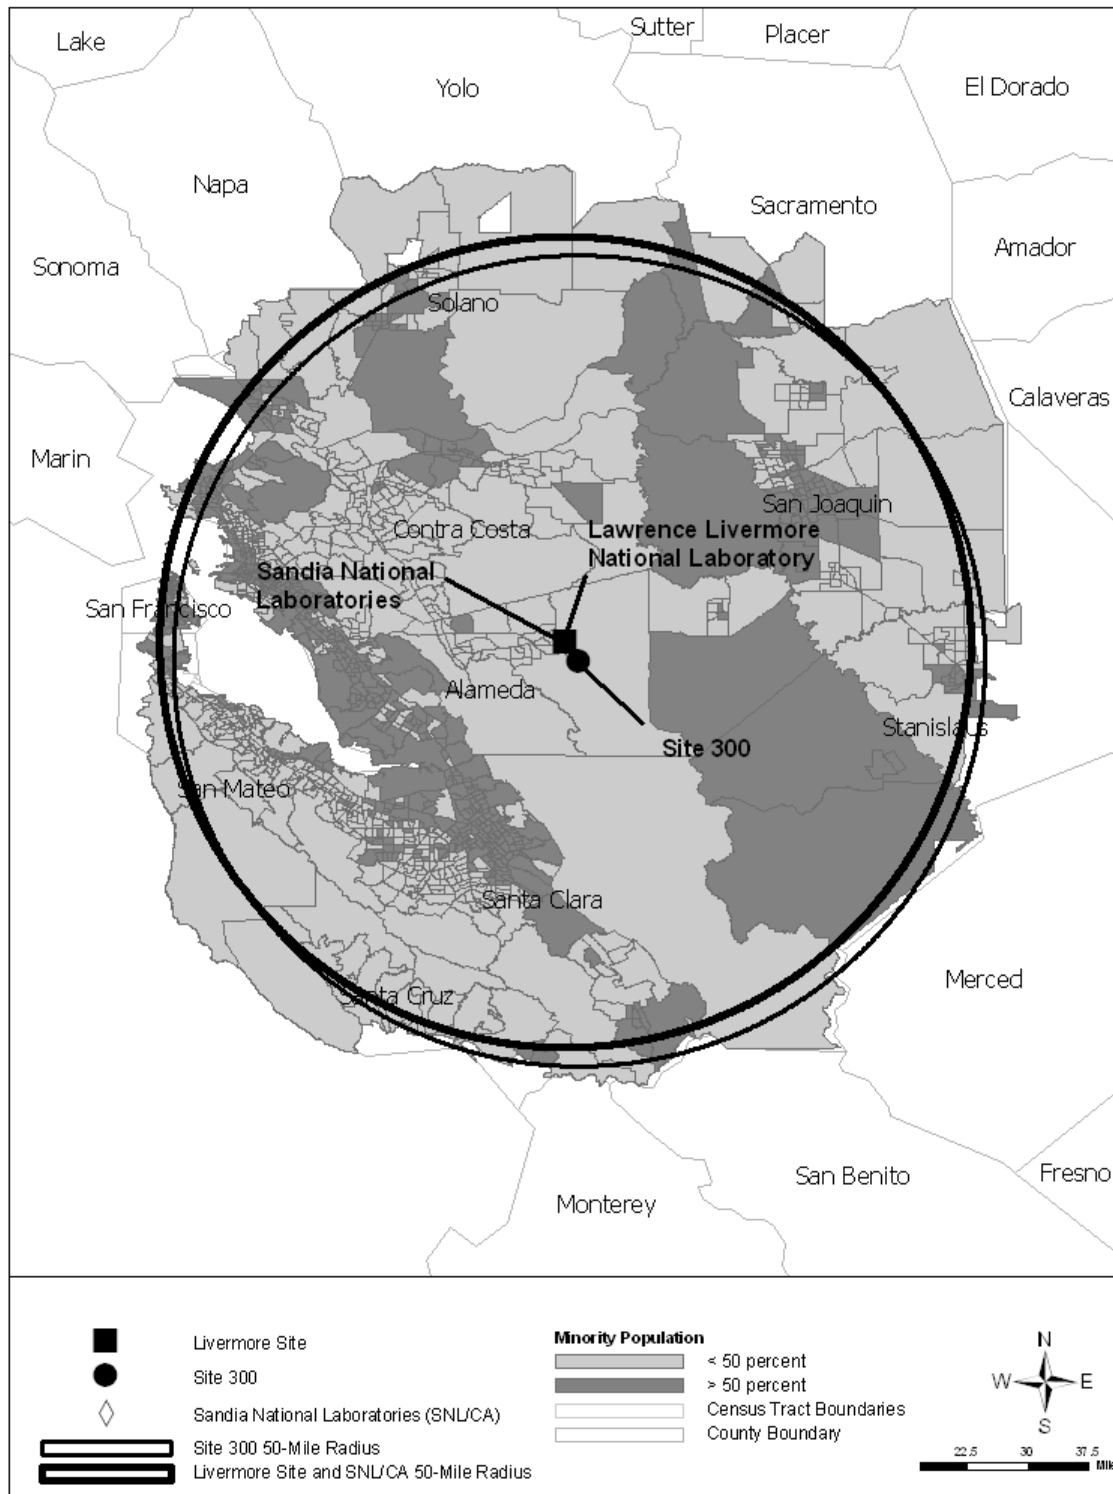 Sutter
Placer
Lake
Yolo
El Dorado
Napa
Sacramento
Amador
Sonoma
Solano
Calaveras
Marin
San Joaquin
Contra Costa
Lawrence Livermore
National Laboratory
Sandia National
Laboratories
San Francisco
Alameda
Stanislaus
Site 300
San Mateo
Santa Clara
Merced
Santa Cruz
San Benito
Fresno
Monterey
Livermore Site
Site 300
Sandia National Laboratories (SNL/CA)
Site 300 50-Mile Radius
Livermore Site and SNL/CA 50-Mile Radius
Minority Population
< 50 percent
> 50 percent
Census Tract Boundaries
County Boundary
N
W E
S
22.5 30 37.5